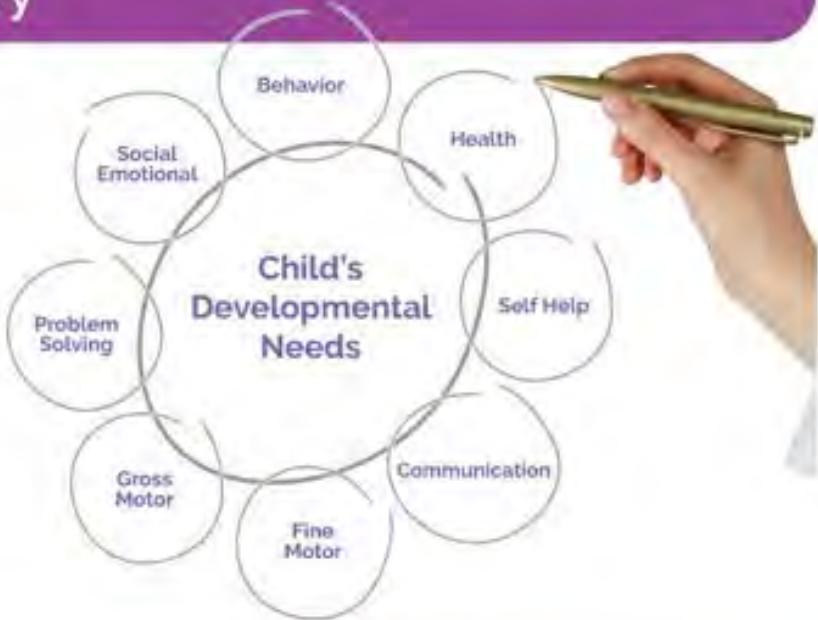 y
Behavior
Health
Social
Emotional
Child's
Developmental
Needs
Self Help
Problem
Solving
Communication
Gross
Motor
Fine
Motor